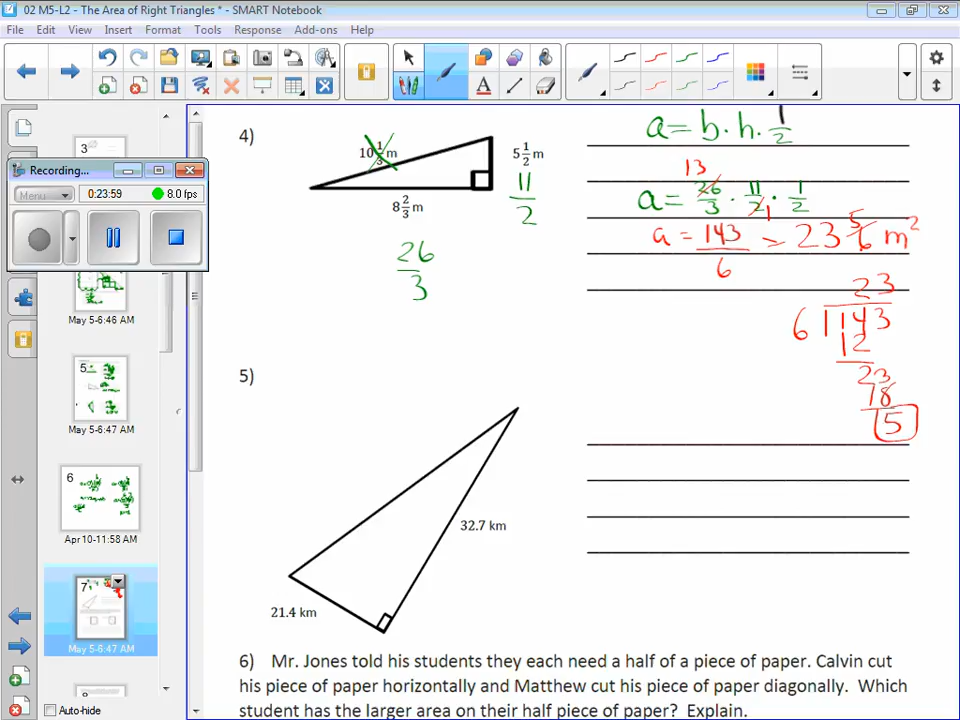 02 M5-L2 - The Area of Right Triangles * - SMART Notebook
File Edit View Insert Format Tools Response Add-ons Help
3
Recording...
Menu
0:23:59
8.0 fps
May 5-6:46 AM
5
May 5-6:47 AM
6
Apr 10-11:58 AM
7
May 5-6:47 AM
8
Auto-hide
4)
10 1/3 m
5 1/2 m
11/2
8 2/3 m
26/3
a = b · h · 1/2
13
a = 26/3 · 11/2 · 1/2
1
a = 143/6 = 23 5/6 m²
23
6 143
12
23
18
5
5)
32.7 km
21.4 km
6) Mr. Jones told his students they each need a half of a piece of paper. Calvin cut
his piece of paper horizontally and Matthew cut his piece of paper diagonally. Which
student has the larger area on their half piece of paper? Explain.